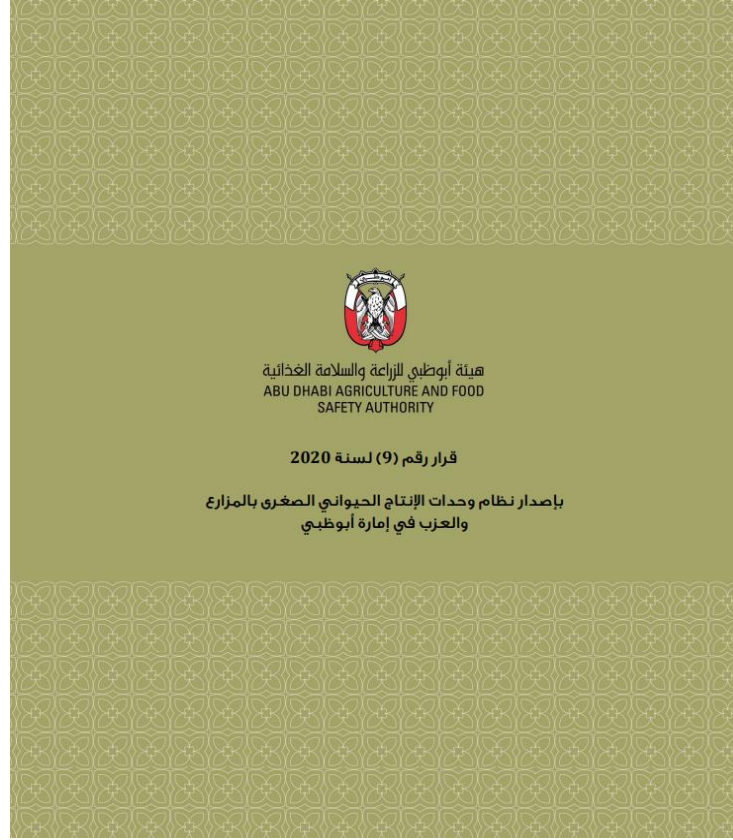 أبوظبي
هيئة أبوظبي للزراعة والسلامة الغذائية
ABU DHABI AGRICULTURE AND FOOD
SAFETY AUTHORITY
قرار رقم (9) لسنة 2020
بإصدار نظام وحدات الإنتاج الحيواني الصغرى بالمزارع
والعزب في إمارة أبوظبي